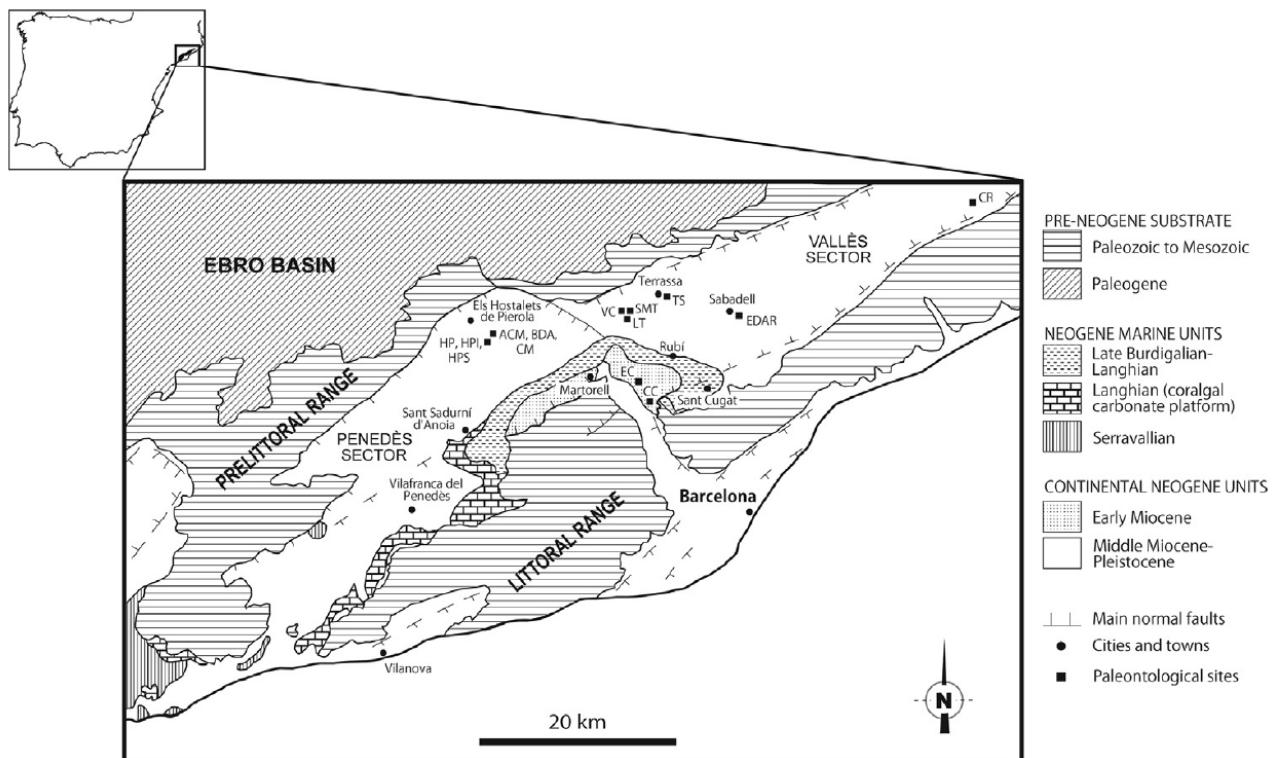 CR
VALLÈS
SECTOR
EBRO BASIN
Terrassa
TS
Sabadell
EDAR
VC
SMT
LT
Els Hostalets
de Pierola
ACM, BDA,
CM
HP, HPI,
HPS
Rubí
EC
CC
Martorell
Sant Cugat
Sant Sadurní
d'Anoia
PRELITTORAL RANGE
PENEDÈS
SECTOR
Vilafranca del
Penedès
Barcelona
LITTORAL RANGE
Vilanova
20 km
N
PRE-NEOGENE SUBSTRATE
Paleozoic to Mesozoic
Paleogene
NEOGENE MARINE UNITS
Late Burdigalian-
Langhian
Langhian (coralgal
carbonate platform)
Serravallian
CONTINENTAL NEOGENE UNITS
Early Miocene
Middle Miocene-
Pleistocene
Main normal faults
Cities and towns
Paleontological sites